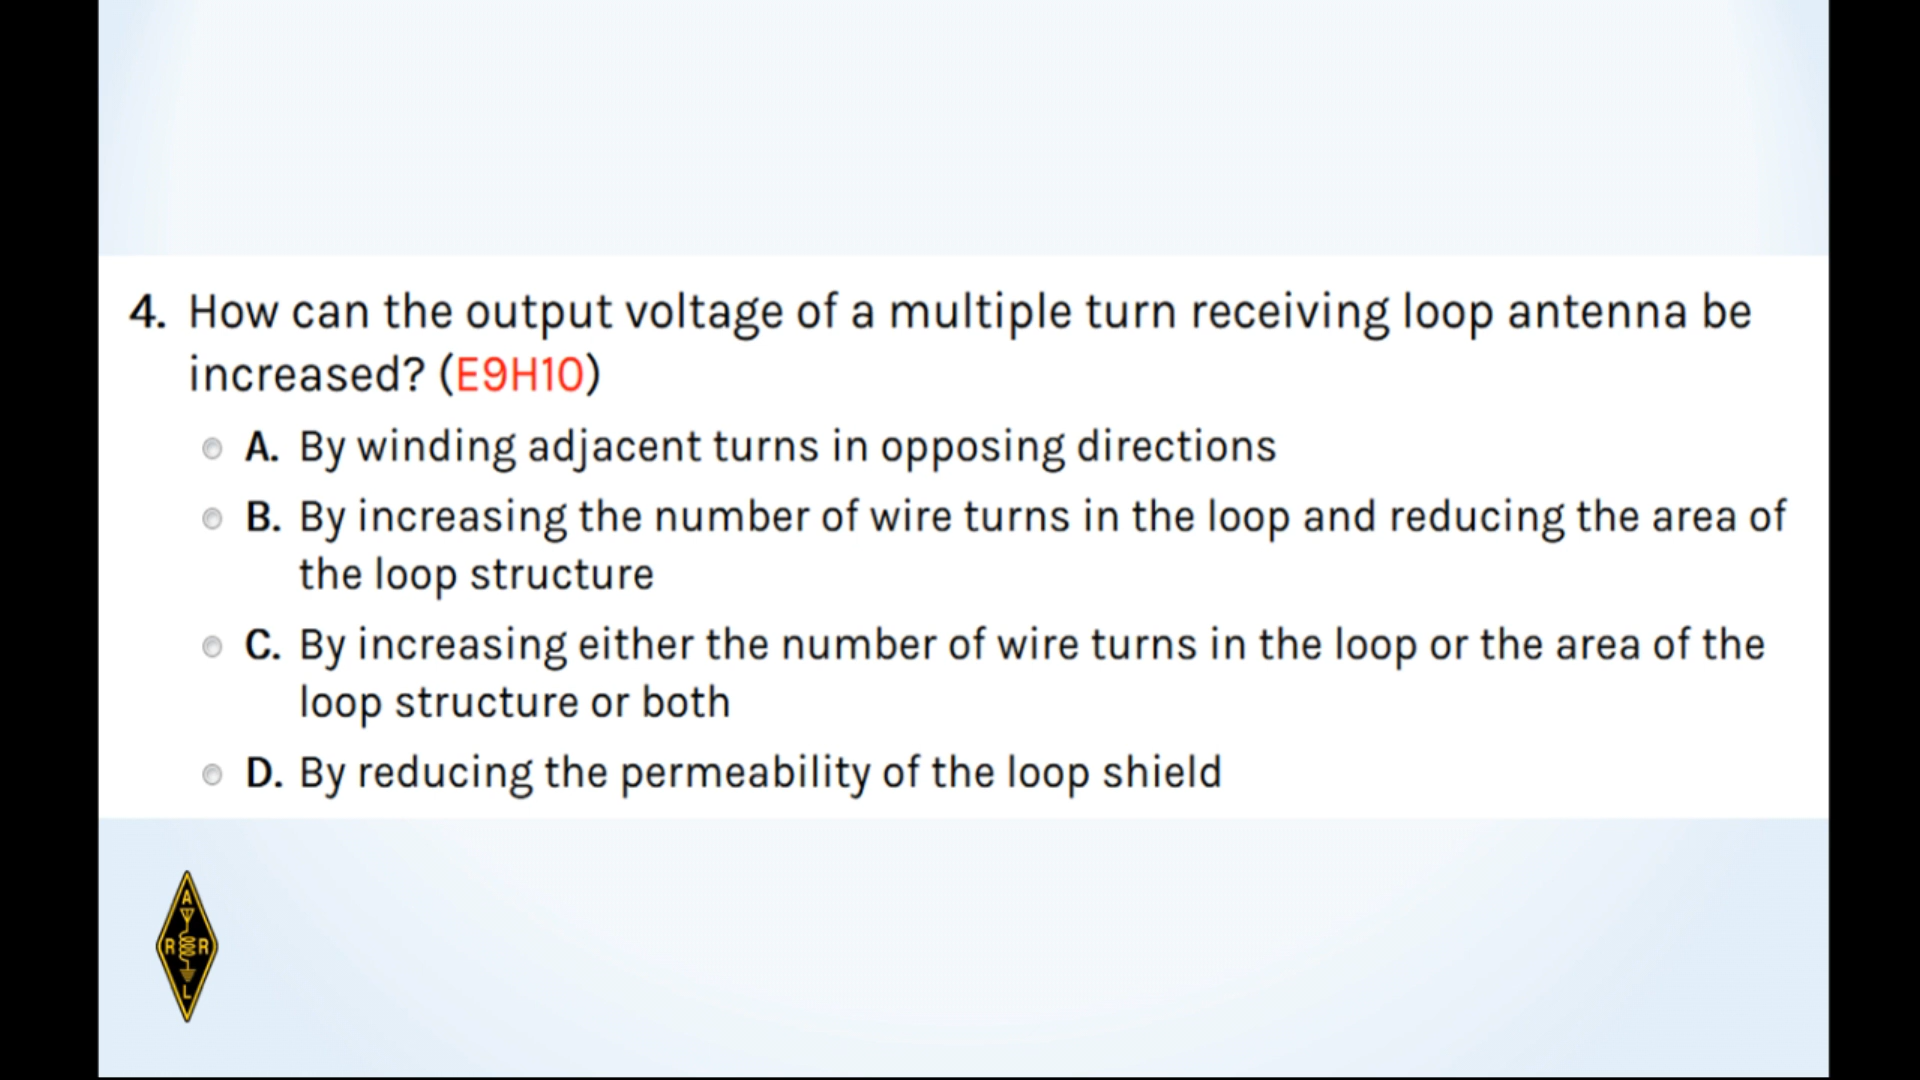 4. How can the output voltage of a multiple turn receiving loop antenna be
increased? (E9H10)
A. By winding adjacent turns in opposing directions
B. By increasing the number of wire turns in the loop and reducing the area of
the loop structure
C. By increasing either the number of wire turns in the loop or the area of the
loop structure or both
D. By reducing the permeability of the loop shield
A
R R
L